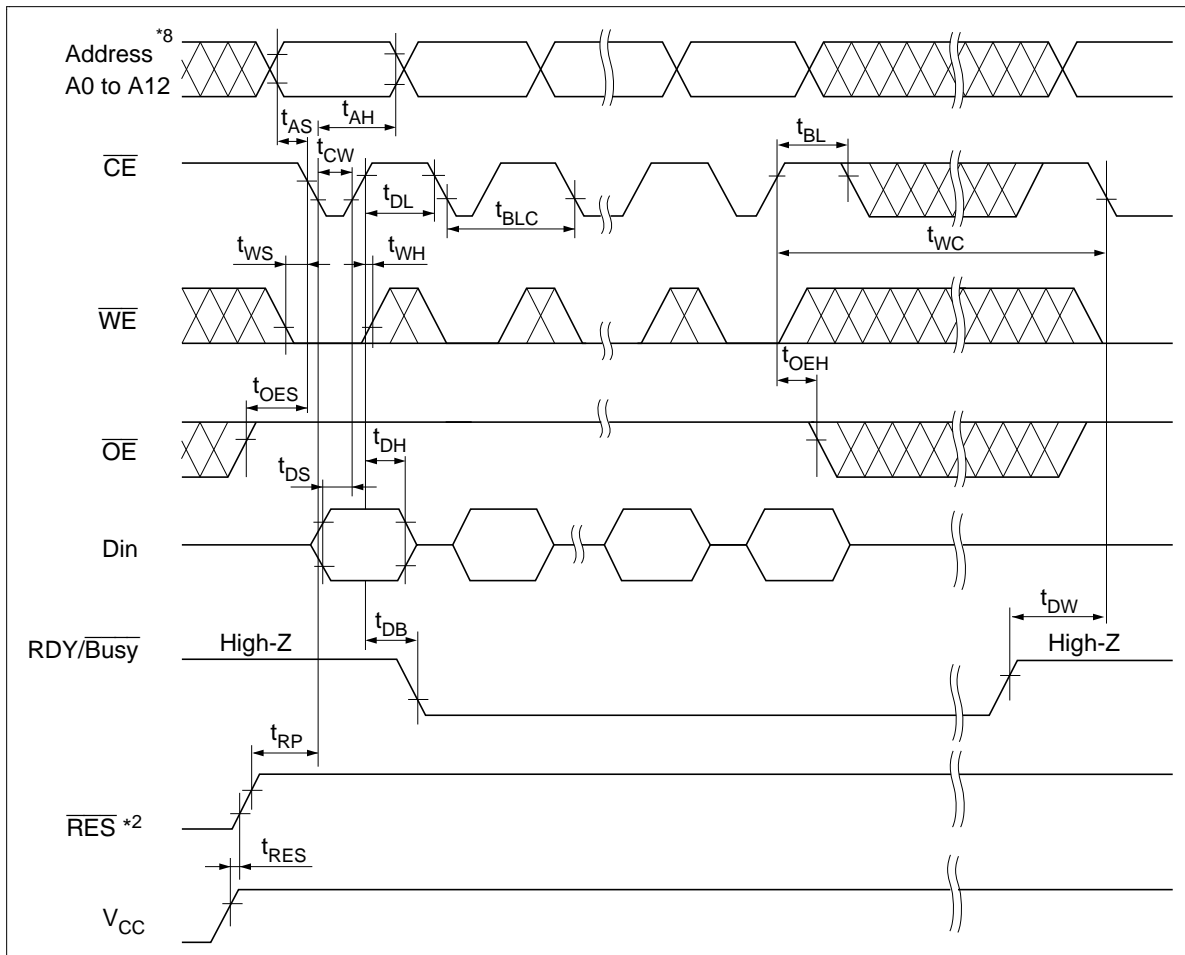 Address *8
A0 to A12
tAS
tAH
tBL
CE
tCW
tDL
tBLC
tWC
tWS
tWH
WE
tOEH
tOES
OE
tDH
tDS
Din
tDW
tDB
RDY/Busy
High-Z
High-Z
tRP
RES *2
tRES
VCC